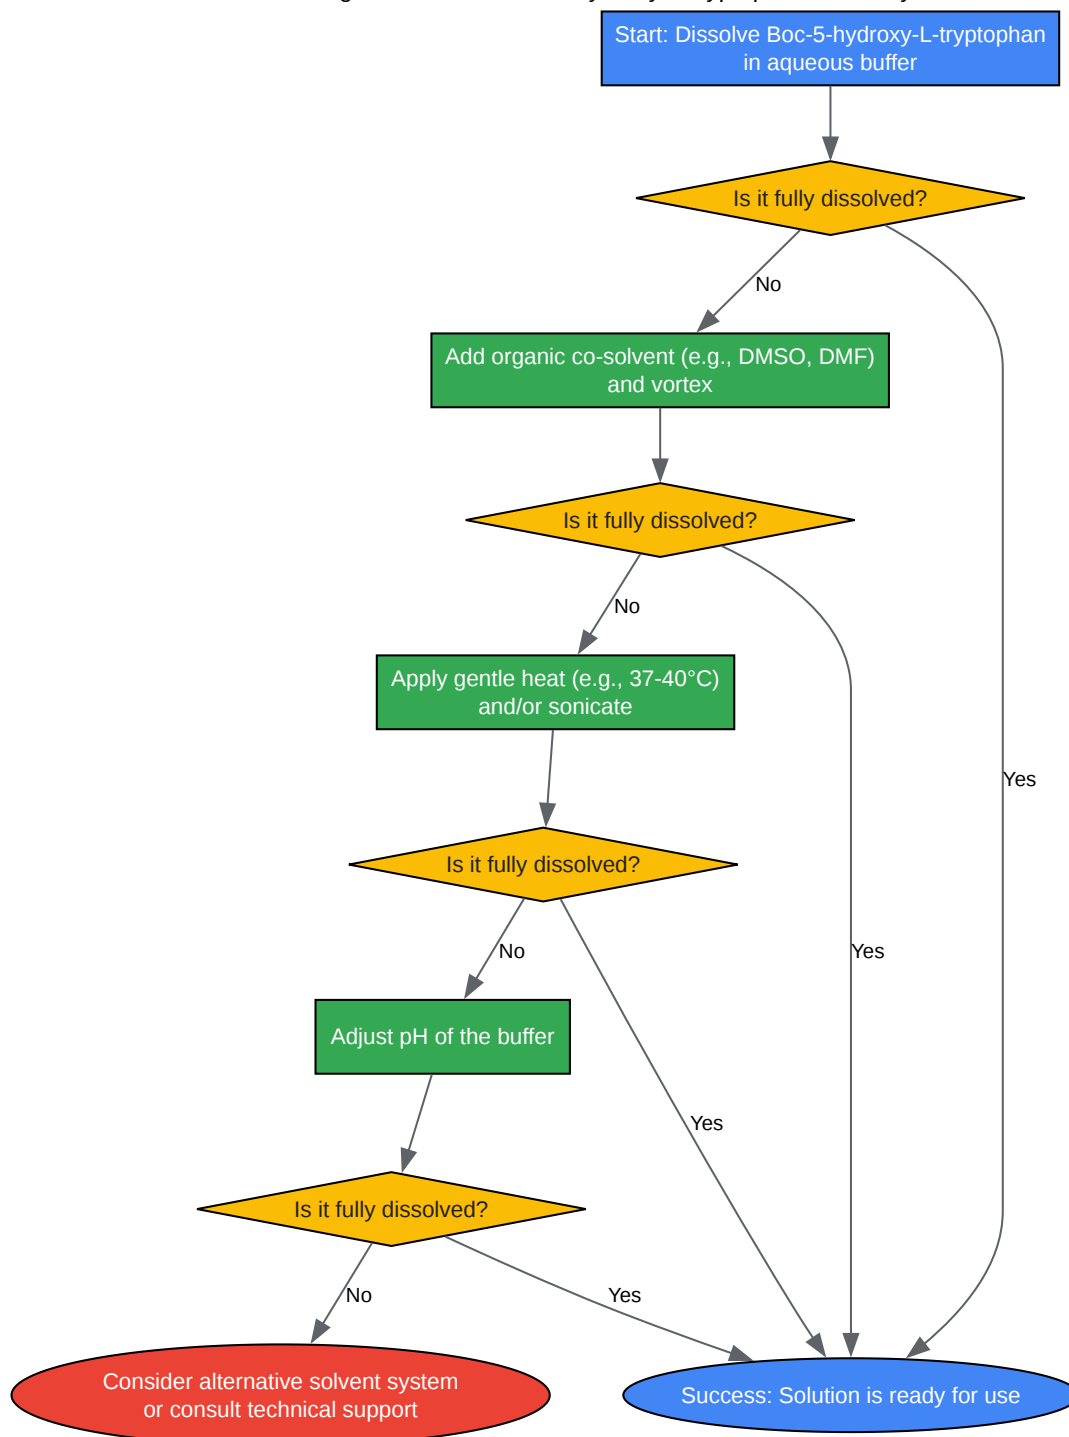 Start: Dissolve Boc-5-hydroxy-L-tryptophan
in aqueous buffer
Is it fully dissolved?
No
Add organic co-solvent (e.g., DMSO, DMF)
and vortex
Is it fully dissolved?
No
Apply gentle heat (e.g., 37-40°C)
and/or sonicate
Yes
Is it fully dissolved?
No
Yes
Adjust pH of the buffer
Yes
Is it fully dissolved?
No
Yes
Consider alternative solvent system
or consult technical support
Success: Solution is ready for use